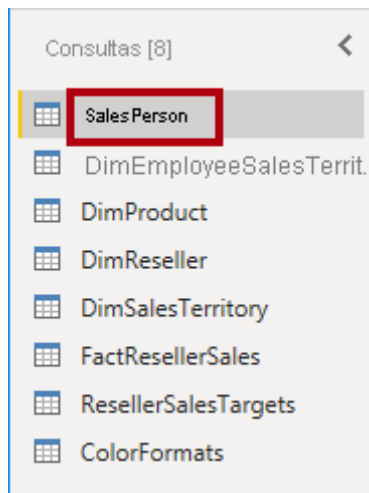 Consultas [8]
SalesPerson
DimEmployeeSalesTerrit.
DimProduct
DimReseller
DimSalesTerritory
FactResellerSales
ResellerSalesTargets
ColorFormats